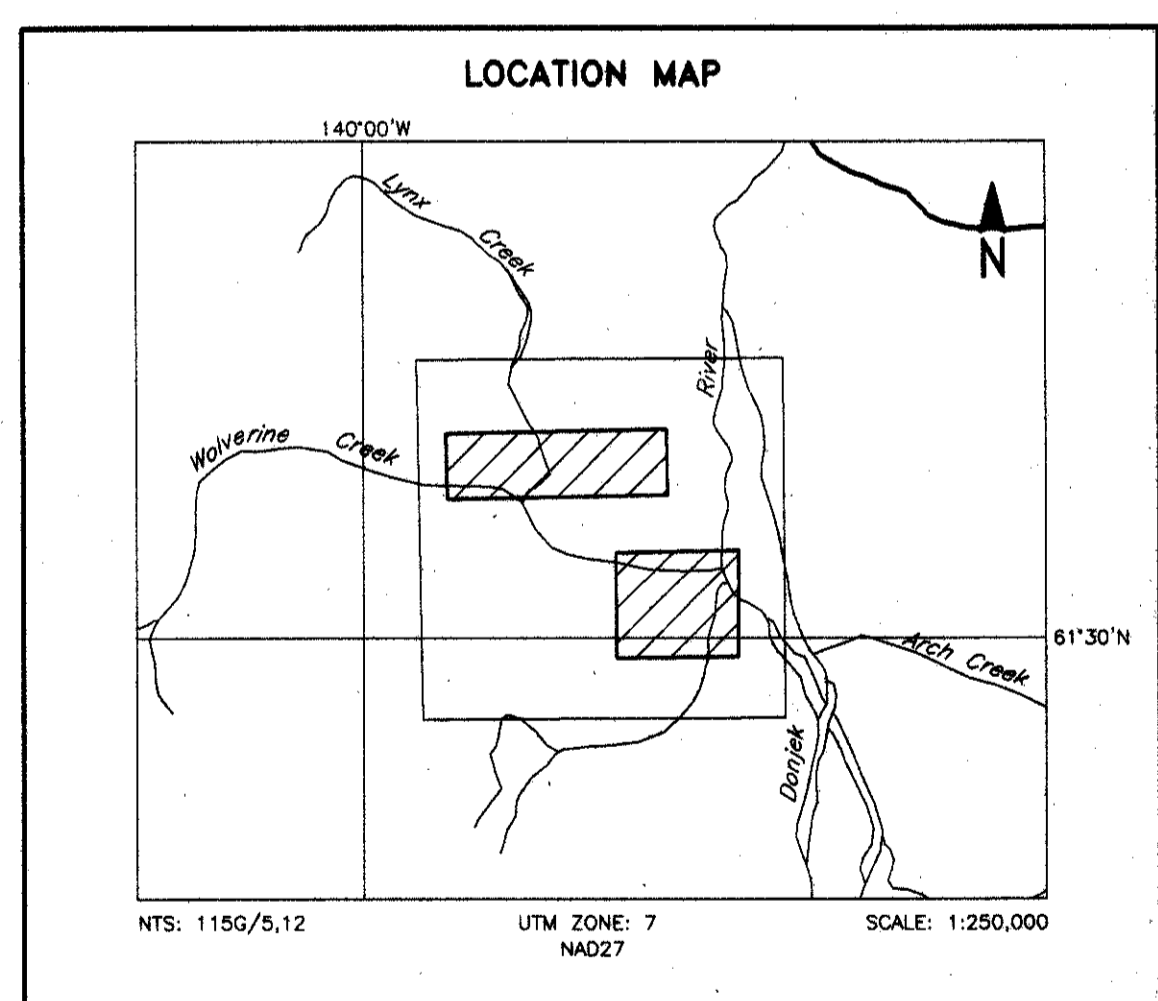 LOCATION MAP
140°00'W
Lynx Creek
N
River
Wolverine Creek
61°30'N
Arch Creek
Donjek
NTS: 115G/5,12
UTM ZONE: 7
SCALE: 1:250,000
NAD27